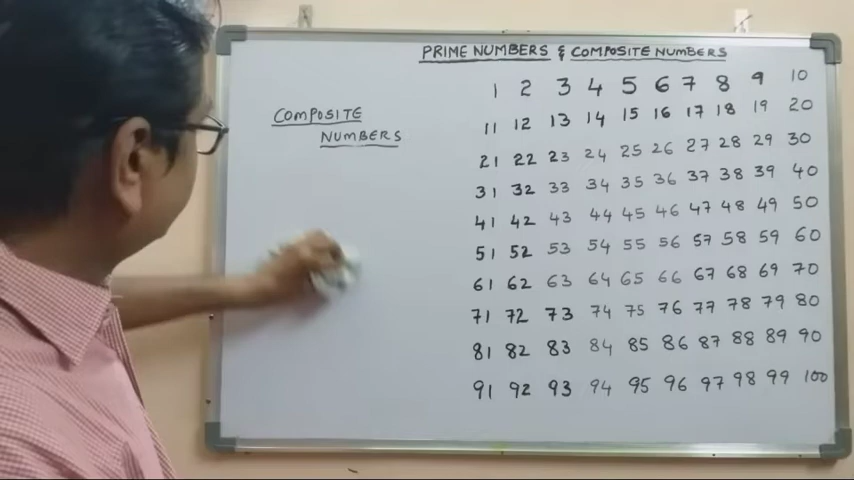 PRIME NUMBERS & COMPOSITE NUMBERS
COMPOSITE
NUMBERS
1 2 3 4 5 6 7 8 9 10
11 12 13 14 15 16 17 18 19 20
21 22 23 24 25 26 27 28 29 30
31 32 33 34 35 36 37 38 39 40
41 42 43 44 45 46 47 48 49 50
51 52 53 54 55 56 57 58 59 60
61 62 63 64 65 66 67 68 69 70
71 72 73 74 75 76 77 78 79 80
81 82 83 84 85 86 87 88 89 90
91 92 93 94 95 96 97 98 99 100